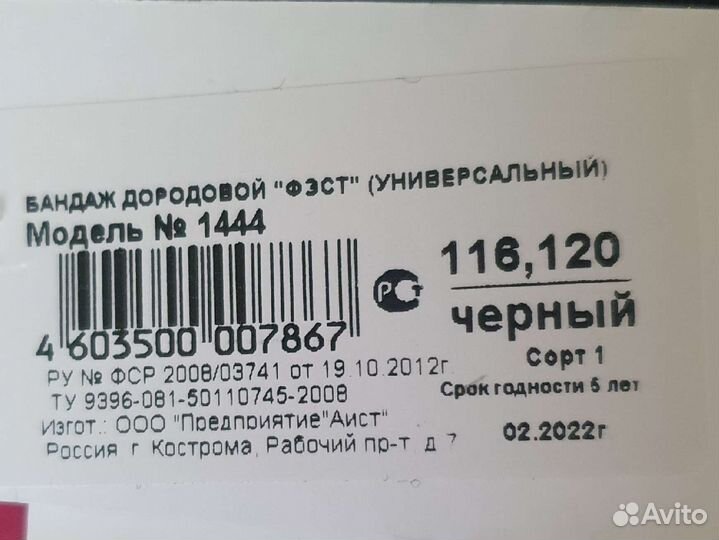 БАНДАЖ ДОРОДОВОЙ "ФЭСТ" (УНИВЕРСАЛЬНЫЙ)
Модель № 1444
4 603500 007867
РСТ
116,120
черный
Сорт 1
Срок годности 5 лет
02.2022г
РУ № ФСР 2008/03741 от 19.10.2012г.
ТУ 9396-081-50110745-2008
Изгот.: ООО "Предприятие"Аист"
Россия г Кострома, Рабочий пр-т д 7
Avito